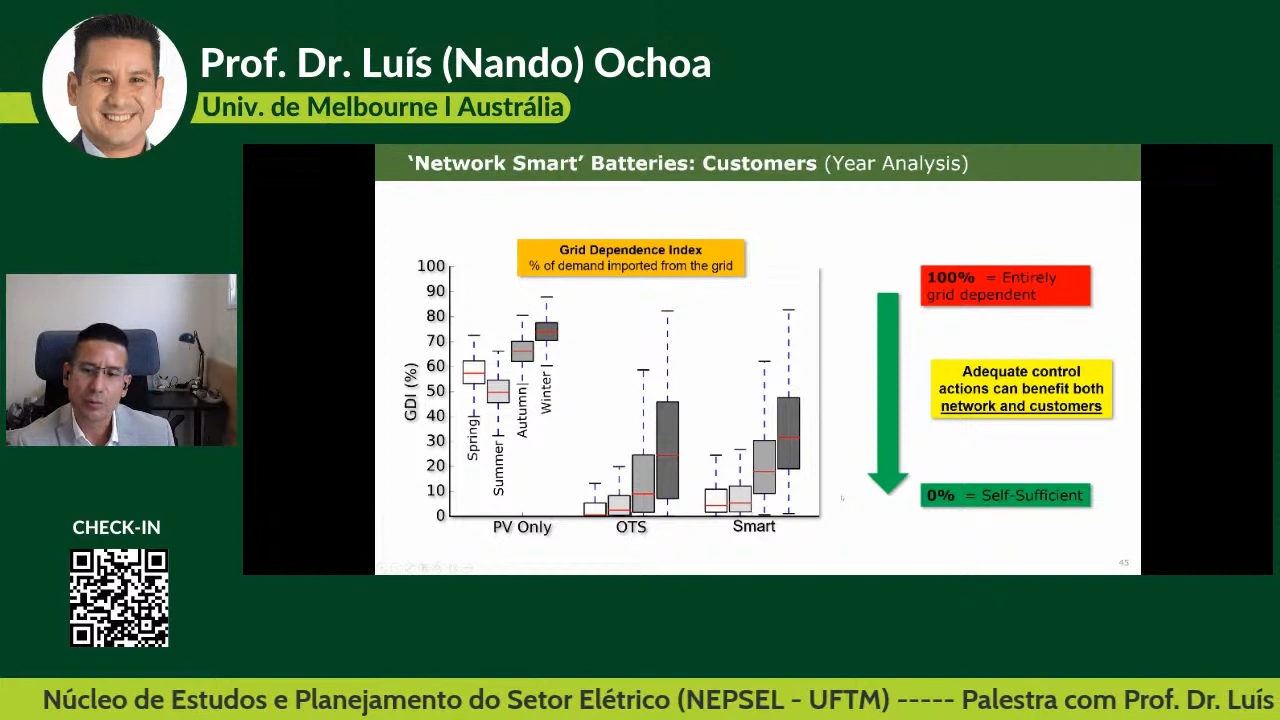 Prof. Dr. Luís (Nando) Ochoa
Univ. de Melbourne l Austrália
‘Network Smart’ Batteries: Customers (Year Analysis)
Grid Dependence Index
% of demand imported from the grid
100
90
80
70
60
50
40
30
20
10
0
GDI (%)
Spring
Summer
Autumn
Winter
PV Only
OTS
Smart
100% = Entirely
grid dependent
Adequate control
actions can benefit both
network and customers
0% = Self-Sufficient
45
CHECK-IN
Núcleo de Estudos e Planejamento do Setor Elétrico (NEPSEL - UFTM) ----- Palestra com Prof. Dr. Luís